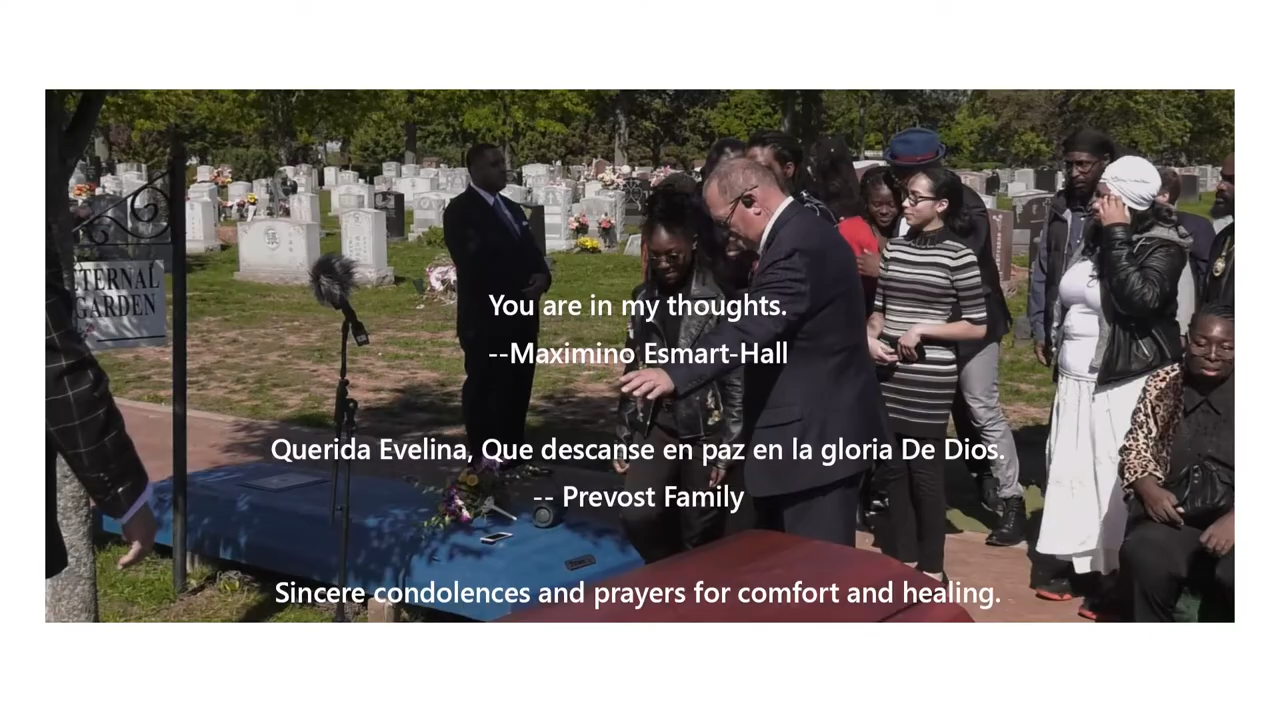 ETERNAL
GARDEN
You are in my thoughts.
--Maximino Esmart-Hall
Querida Evelina, Que descanse en paz en la gloria De Dios.
-- Prevost Family
Sincere condolences and prayers for comfort and healing.